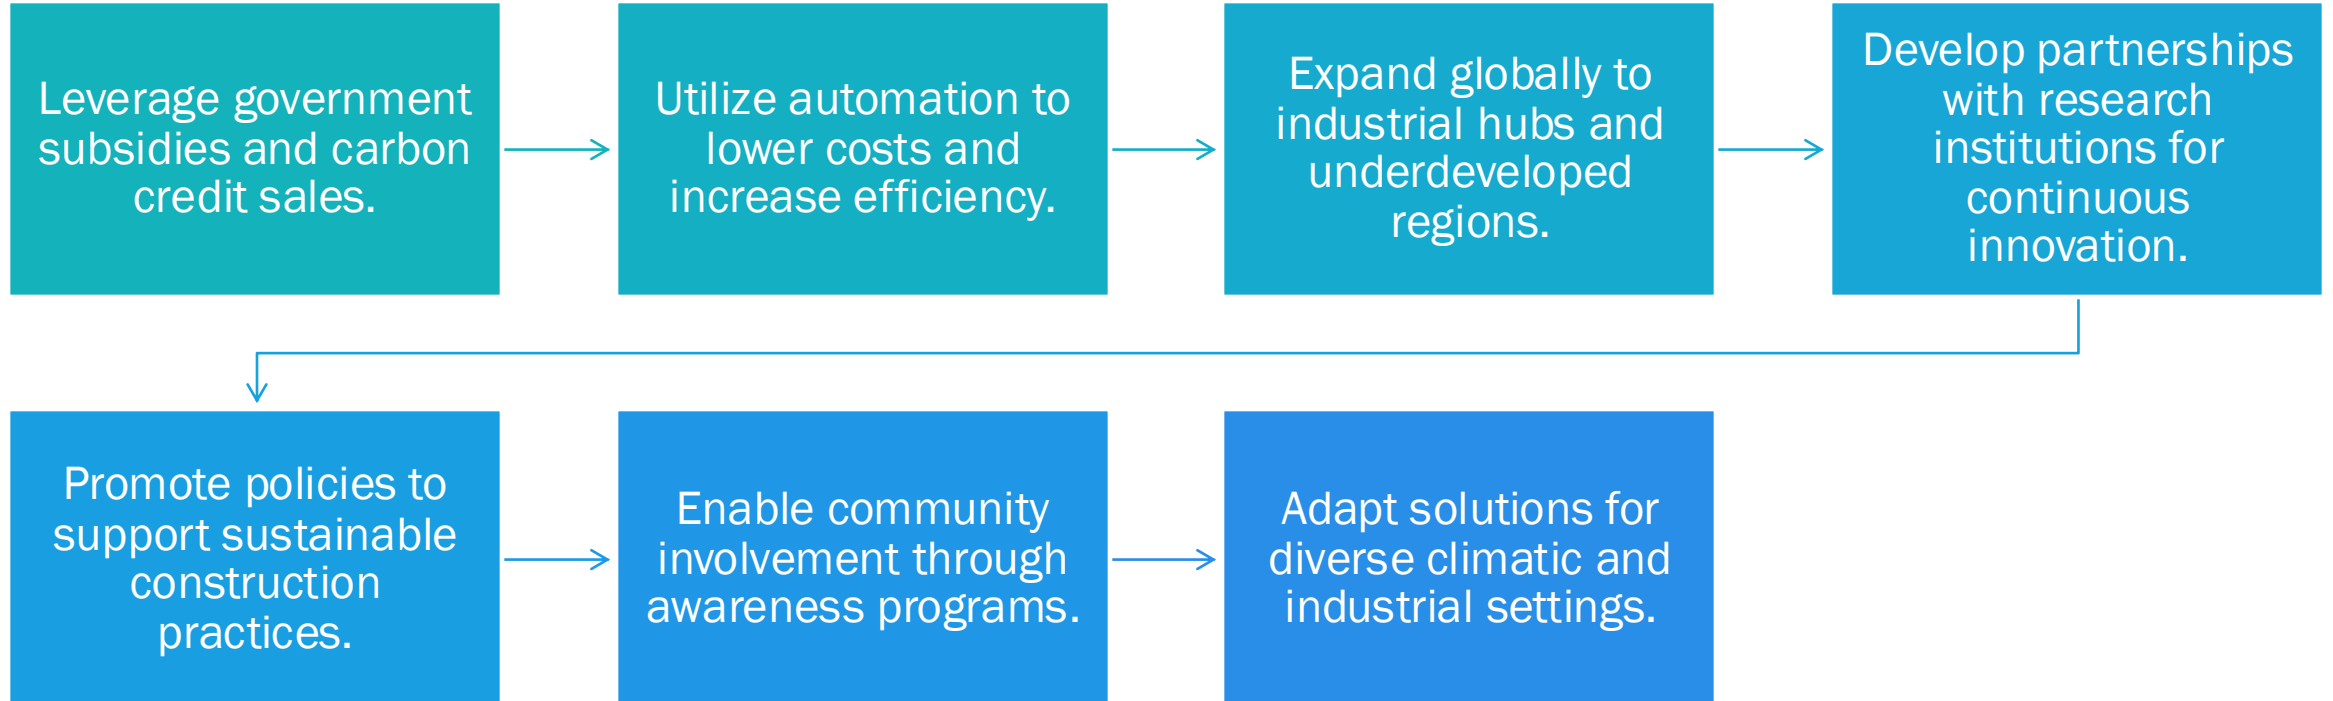 Leverage government
subsidies and carbon
credit sales.
Utilize automation to
lower costs and
increase efficiency.
Expand globally to
industrial hubs and
underdeveloped
regions.
Develop partnerships
with research
institutions for
continuous
innovation.
Promote policies to
support sustainable
construction
practices.
Enable community
involvement through
awareness programs.
Adapt solutions for
diverse climatic and
industrial settings.